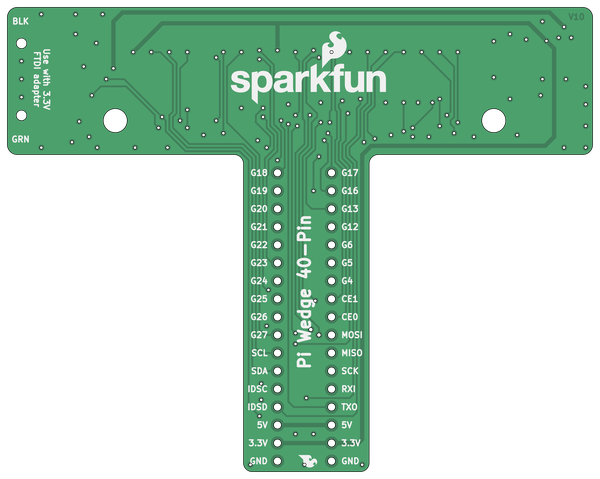 BLK
V10
Use with 3.3V
FTDI adapter
sparkfun
GRN
G18 G17
G19 G16
G20 G13
G21 G12
G22 G6
G23 G5
G24 G4
G25 CE1
G26 CE0
G27 MOSI
SCL MISO
SDA SCK
IDSC RXI
IDSD TXO
5V 5V
3.3V 3.3V
GND GND
Pi Wedge 40-Pin